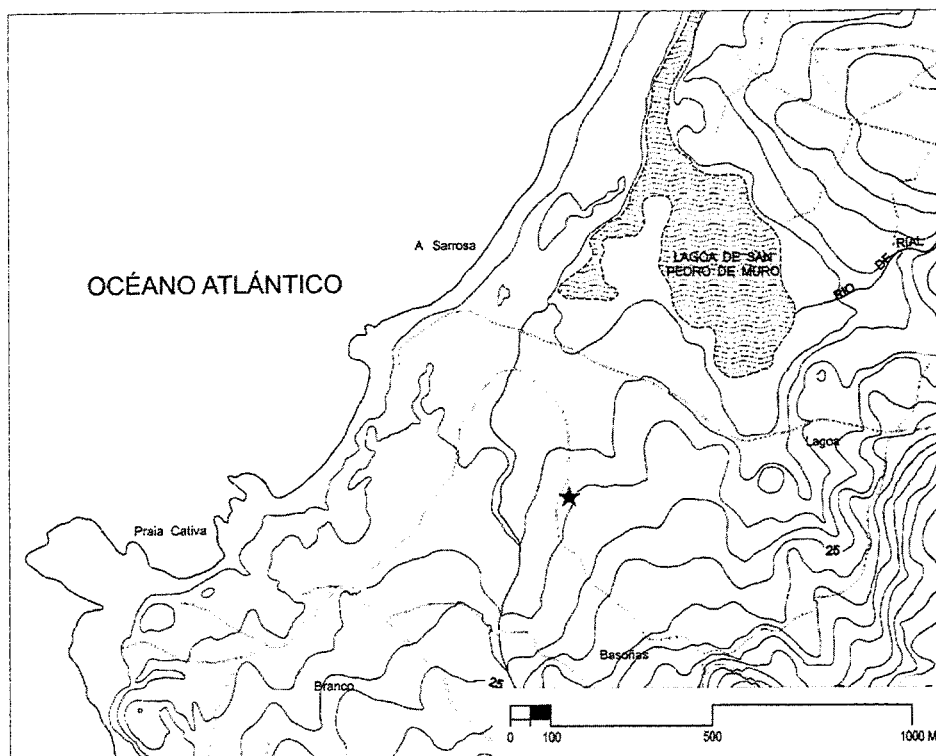 A Sarrosa
OCÉANO ATLÁNTICO
LAGOA DE SAN
PEDRO DE MURO
RIO DE RIAL
Lagoa
Praia Cativa
25
Basoñas
Branco
25
0 100 500 1000 M